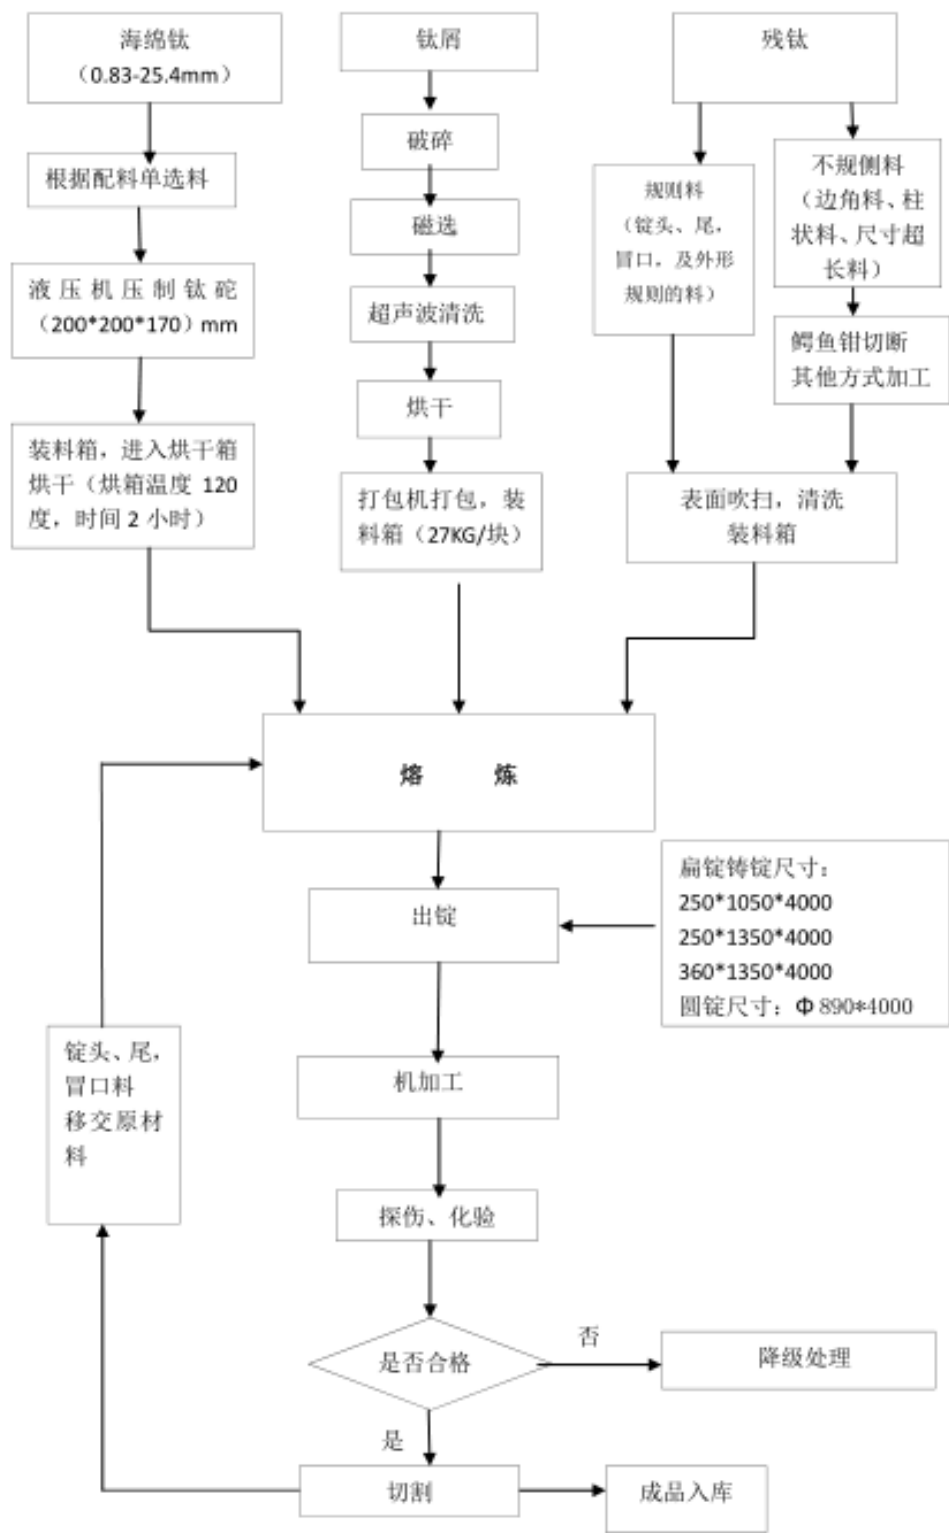 海绵钛
（0.83-25.4mm）
根据配料单选料
液压机压制钛砣
（200*200*170）mm
装料箱，进入烘干箱
烘干（烘箱温度 120
度，时间 2 小时）
钛屑
破碎
磁选
超声波清洗
烘干
打包机打包，装
料箱（27KG/块）
残钛
规则料
（锭头、尾，
冒口，及外形
规则的料）
不规侧料
（边角料、柱
状料、尺寸超
长料）
鳄鱼钳切断
其他方式加工
表面吹扫，清洗
装料箱
熔 炼
出锭
扁锭铸锭尺寸：
250*1050*4000
250*1350*4000
360*1350*4000
圆锭尺寸：Φ890*4000
机加工
锭头、尾，
冒口料
移交原材
料
探伤、化验
是否合格
否
降级处理
是
切割
成品入库